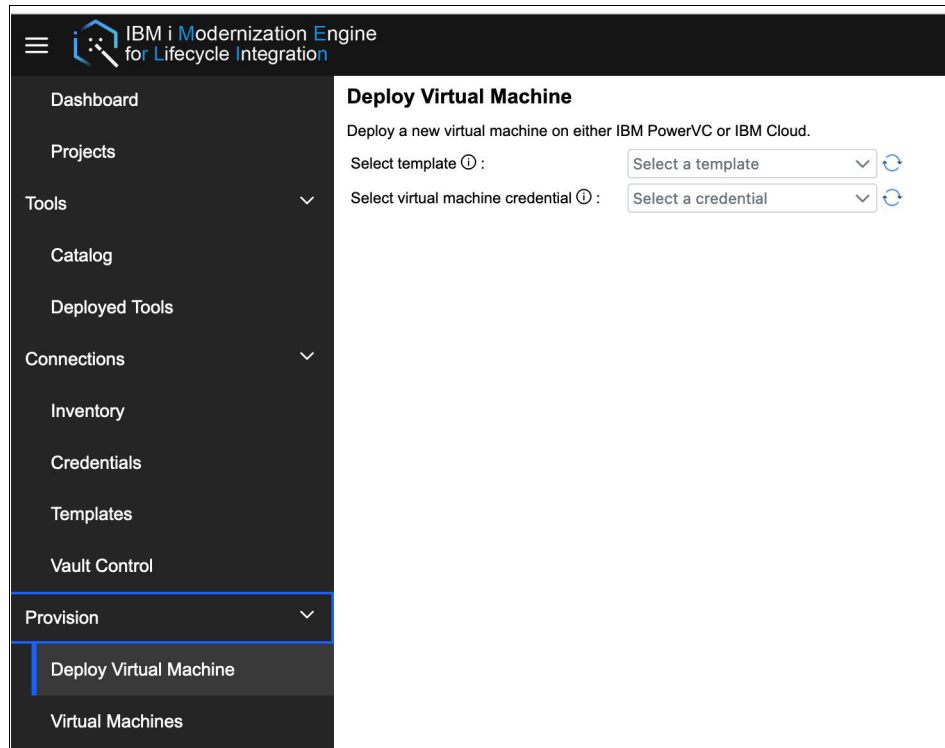 IBM i Modernization Engine
for Lifecycle Integration
Dashboard
Projects
Tools
Catalog
Deployed Tools
Connections
Inventory
Credentials
Templates
Vault Control
Provision
Deploy Virtual Machine
Virtual Machines
Deploy Virtual Machine
Deploy a new virtual machine on either IBM PowerVC or IBM Cloud.
Select template ⓘ : Select a template
Select virtual machine credential ⓘ : Select a credential